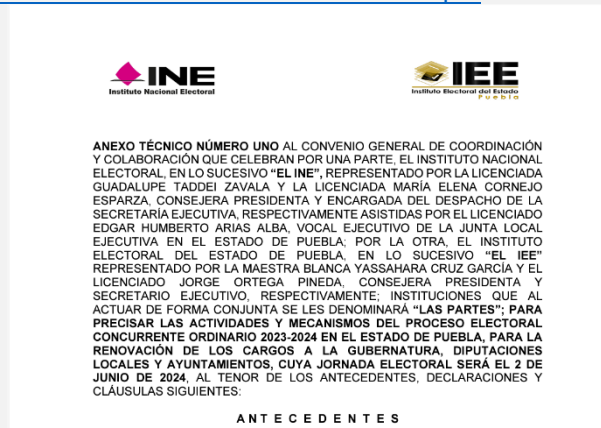 INE
Instituto Nacional Electoral
IEE
Instituto Electoral del Estado
Puebla
ANEXO TÉCNICO NÚMERO UNO AL CONVENIO GENERAL DE COORDINACIÓN
Y COLABORACIÓN QUE CELEBRAN POR UNA PARTE, EL INSTITUTO NACIONAL
ELECTORAL, EN LO SUCESIVO “EL INE”, REPRESENTADO POR LA LICENCIADA
GUADALUPE TADDEI ZAVALA Y LA LICENCIADA MARÍA ELENA CORNEJO
ESPARZA, CONSEJERA PRESIDENTA Y ENCARGADA DEL DESPACHO DE LA
SECRETARÍA EJECUTIVA, RESPECTIVAMENTE ASISTIDAS POR EL LICENCIADO
EDGAR HUMBERTO ARIAS ALBA, VOCAL EJECUTIVO DE LA JUNTA LOCAL
EJECUTIVA EN EL ESTADO DE PUEBLA; POR LA OTRA, EL INSTITUTO
ELECTORAL DEL ESTADO DE PUEBLA, EN LO SUCESIVO “EL IEE”
REPRESENTADO POR LA MAESTRA BLANCA YASSAHARA CRUZ GARCÍA Y EL
LICENCIADO JORGE ORTEGA PINEDA, CONSEJERA PRESIDENTA Y
SECRETARIO EJECUTIVO, RESPECTIVAMENTE; INSTITUCIONES QUE AL
ACTUAR DE FORMA CONJUNTA SE LES DENOMINARÁ “LAS PARTES”; PARA
PRECISAR LAS ACTIVIDADES Y MECANISMOS DEL PROCESO ELECTORAL
CONCURRENTE ORDINARIO 2023-2024 EN EL ESTADO DE PUEBLA, PARA LA
RENOVACIÓN DE LOS CARGOS A LA GUBERNATURA, DIPUTACIONES
LOCALES Y AYUNTAMIENTOS, CUYA JORNADA ELECTORAL SERÁ EL 2 DE
JUNIO DE 2024, AL TENOR DE LOS ANTECEDENTES, DECLARACIONES Y
CLÁUSULAS SIGUIENTES:
A N T E C E D E N T E S